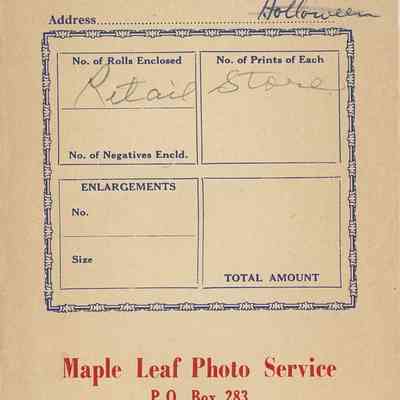 Holloween
Address
No. of Rolls Enclosed
No. of Prints of Each
Retail Store
No. of Negatives Encld.
ENLARGEMENTS
No.
Size
TOTAL AMOUNT
Maple Leaf Photo Service
P.O. Box 283